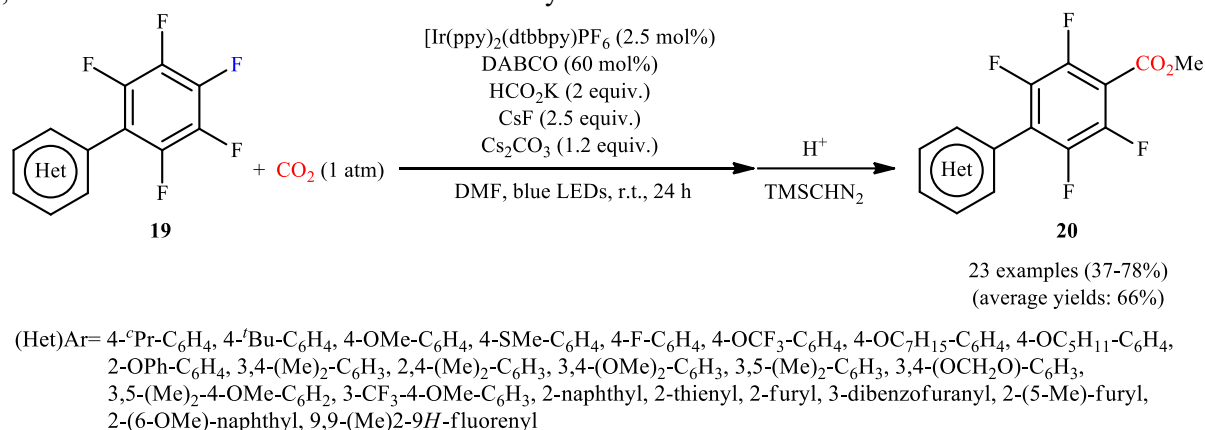 F
F
F
F
F
Het
19
+ CO₂ (1 atm)
[Ir(ppy)₂(dtbbpy)PF₆ (2.5 mol%)
DABCO (60 mol%)
HCO₂K (2 equiv.)
CsF (2.5 equiv.)
Cs₂CO₃ (1.2 equiv.)
DMF, blue LEDs, r.t., 24 h
H⁺
TMSCHN₂
F
CO₂Me
F
F
F
Het
20
23 examples (37-78%)
(average yields: 66%)
(Het)Ar= 4-ᶜPr-C₆H₄, 4-ᵗBu-C₆H₄, 4-OMe-C₆H₄, 4-SMe-C₆H₄, 4-F-C₆H₄, 4-OCF₃-C₆H₄, 4-OC₇H₁₅-C₆H₄, 4-OC₅H₁₁-C₆H₄,
2-OPh-C₆H₄, 3,4-(Me)₂-C₆H₃, 2,4-(Me)₂-C₆H₃, 3,4-(OMe)₂-C₆H₃, 3,5-(Me)₂-C₆H₃, 3,4-(OCH₂O)-C₆H₃,
3,5-(Me)₂-4-OMe-C₆H₂, 3-CF₃-4-OMe-C₆H₃, 2-naphthyl, 2-thienyl, 2-furyl, 3-dibenzofuranyl, 2-(5-Me)-furyl,
2-(6-OMe)-naphthyl, 9,9-(Me)2-9H-fluorenyl